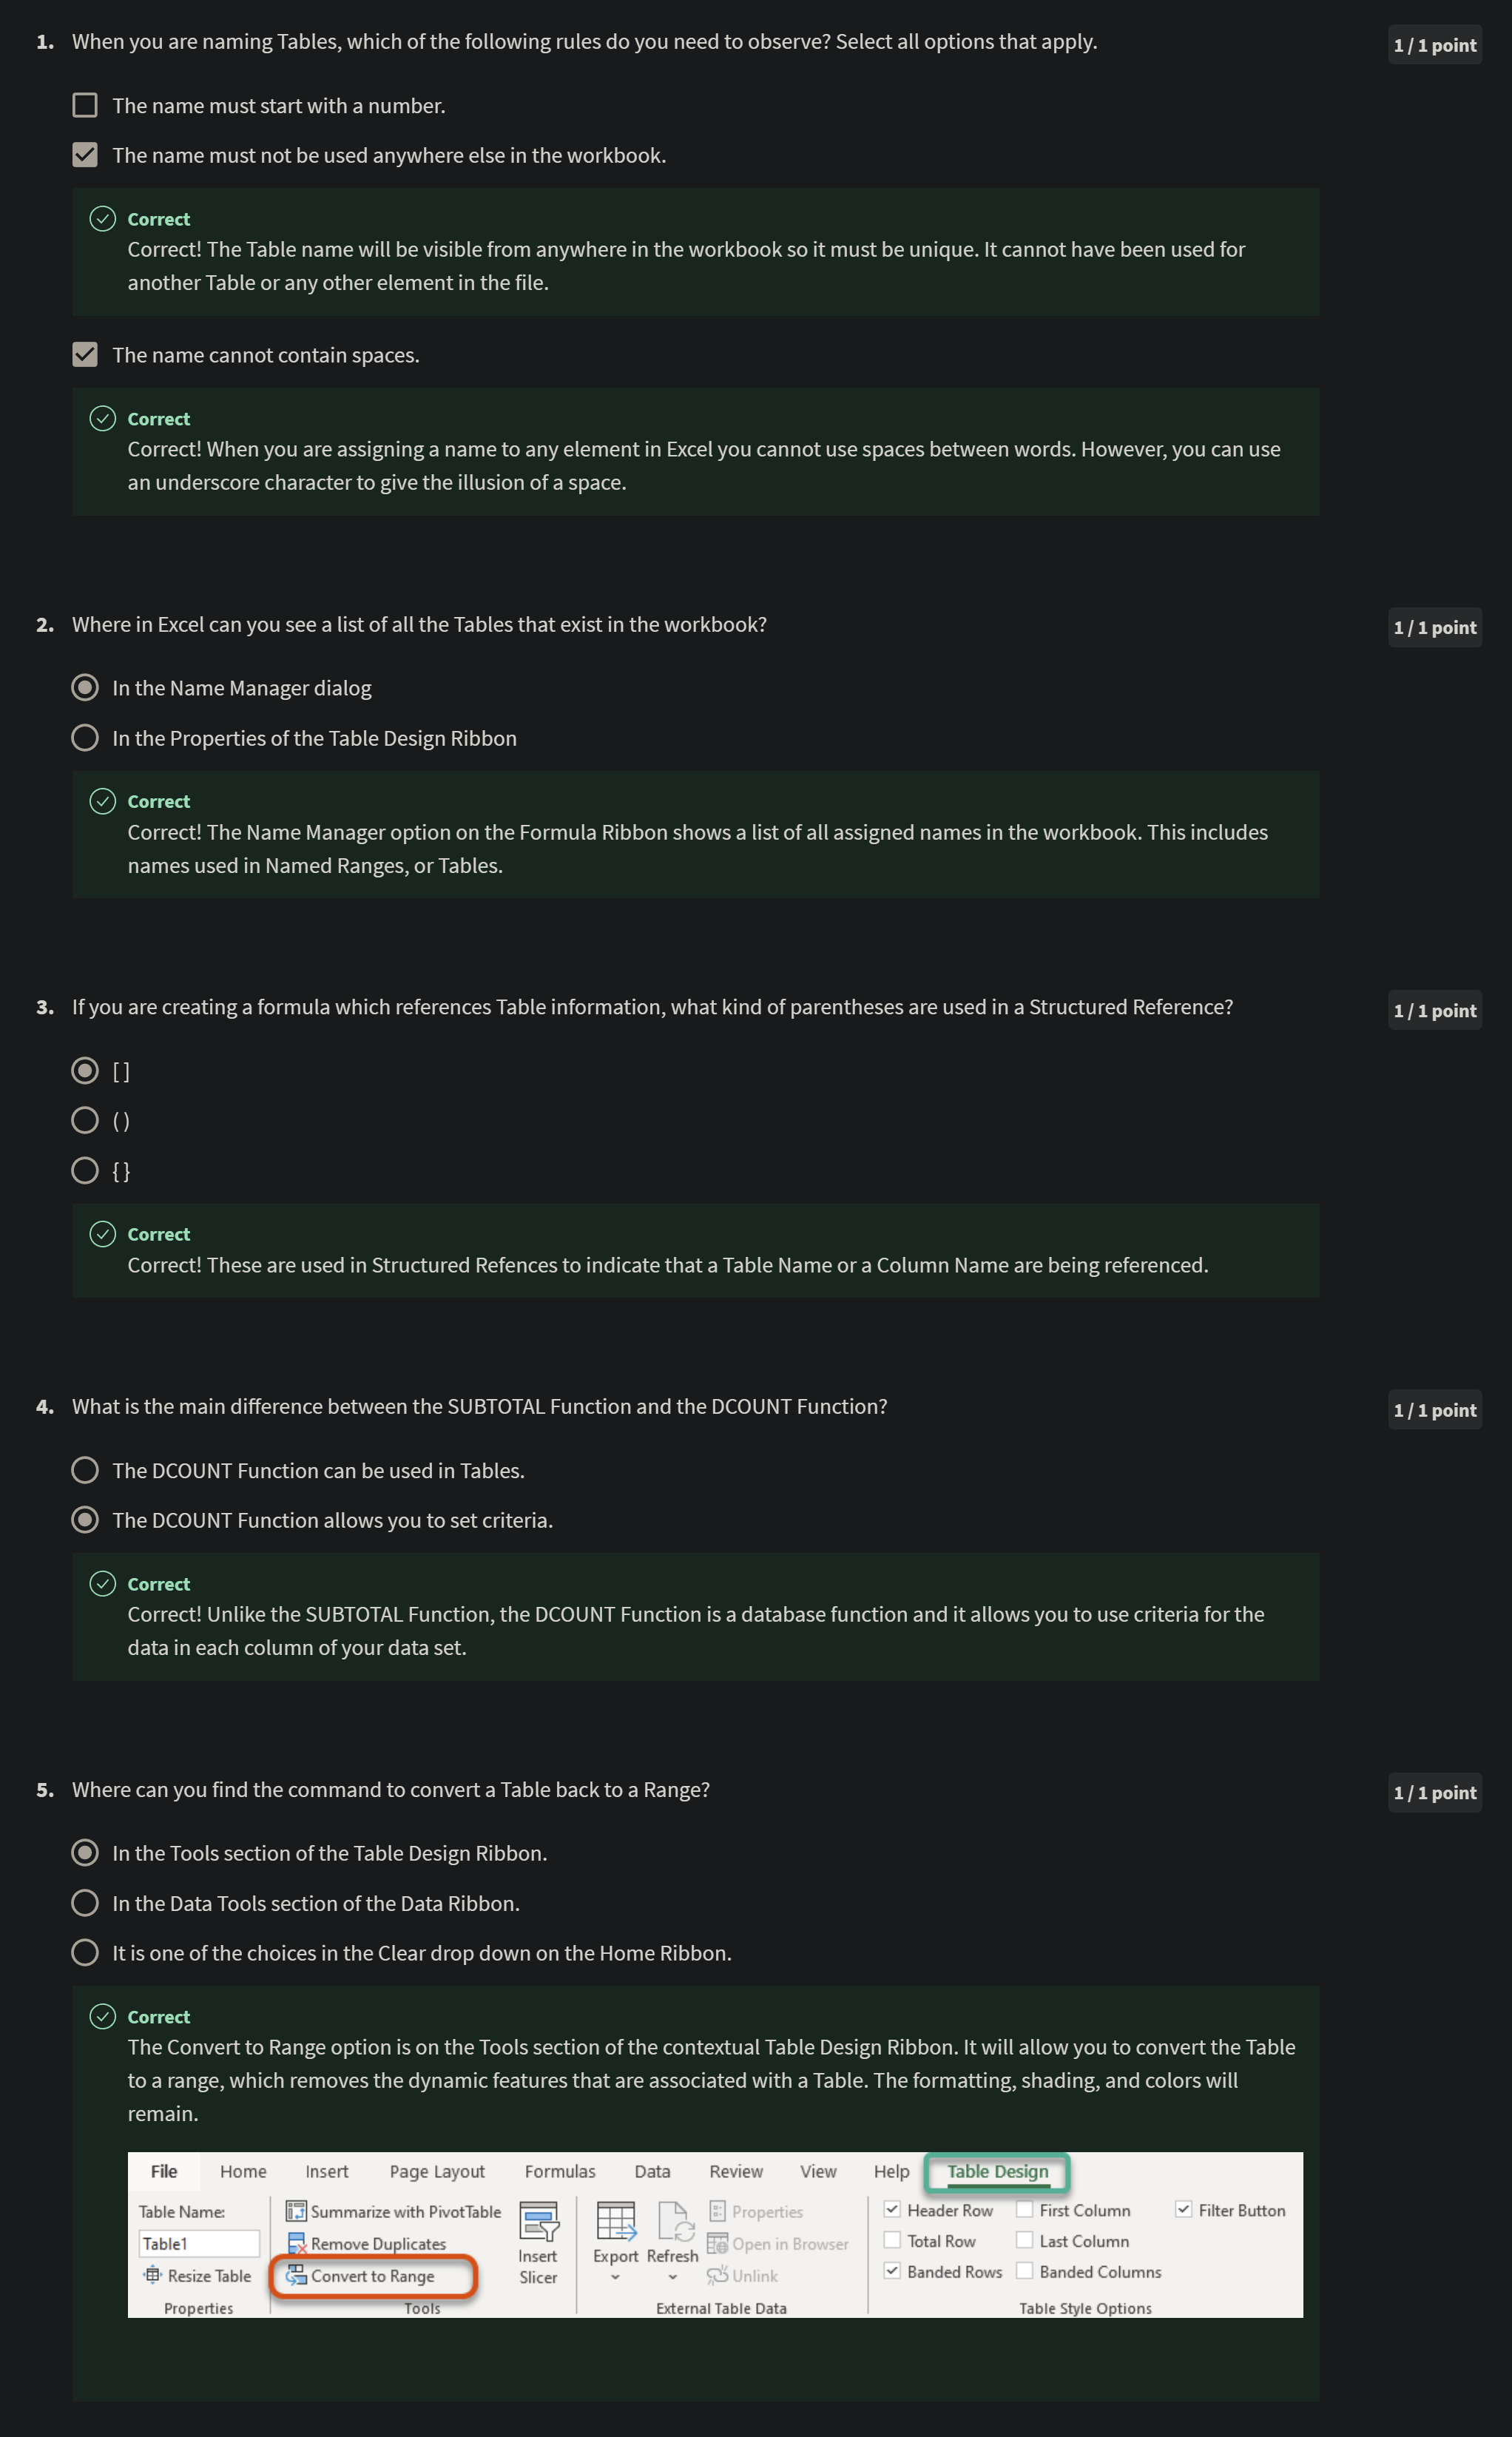 1. When you are naming Tables, which of the following rules do you need to observe? Select all options that apply.
1 / 1 point
The name must start with a number.
The name must not be used anywhere else in the workbook.
Correct
Correct! The Table name will be visible from anywhere in the workbook so it must be unique. It cannot have been used for
another Table or any other element in the file.
The name cannot contain spaces.
Correct
Correct! When you are assigning a name to any element in Excel you cannot use spaces between words. However, you can use
an underscore character to give the illusion of a space.
2. Where in Excel can you see a list of all the Tables that exist in the workbook?
1 / 1 point
In the Name Manager dialog
In the Properties of the Table Design Ribbon
Correct
Correct! The Name Manager option on the Formula Ribbon shows a list of all assigned names in the workbook. This includes
names used in Named Ranges, or Tables.
3. If you are creating a formula which references Table information, what kind of parentheses are used in a Structured Reference?
1 / 1 point
[ ]
( )
{ }
Correct
Correct! These are used in Structured Refences to indicate that a Table Name or a Column Name are being referenced.
4. What is the main difference between the SUBTOTAL Function and the DCOUNT Function?
1 / 1 point
The DCOUNT Function can be used in Tables.
The DCOUNT Function allows you to set criteria.
Correct
Correct! Unlike the SUBTOTAL Function, the DCOUNT Function is a database function and it allows you to use criteria for the
data in each column of your data set.
5. Where can you find the command to convert a Table back to a Range?
1 / 1 point
In the Tools section of the Table Design Ribbon.
In the Data Tools section of the Data Ribbon.
It is one of the choices in the Clear drop down on the Home Ribbon.
Correct
The Convert to Range option is on the Tools section of the contextual Table Design Ribbon. It will allow you to convert the Table
to a range, which removes the dynamic features that are associated with a Table. The formatting, shading, and colors will
remain.
File Home Insert Page Layout Formulas Data Review View Help Table Design
Table Name:
Table1
Resize Table
Properties
Summarize with PivotTable
Remove Duplicates
Convert to Range
Insert
Slicer
Tools
Export
Refresh
Properties
Open in Browser
Unlink
External Table Data
Header Row
Total Row
Banded Rows
First Column
Last Column
Banded Columns
Filter Button
Table Style Options